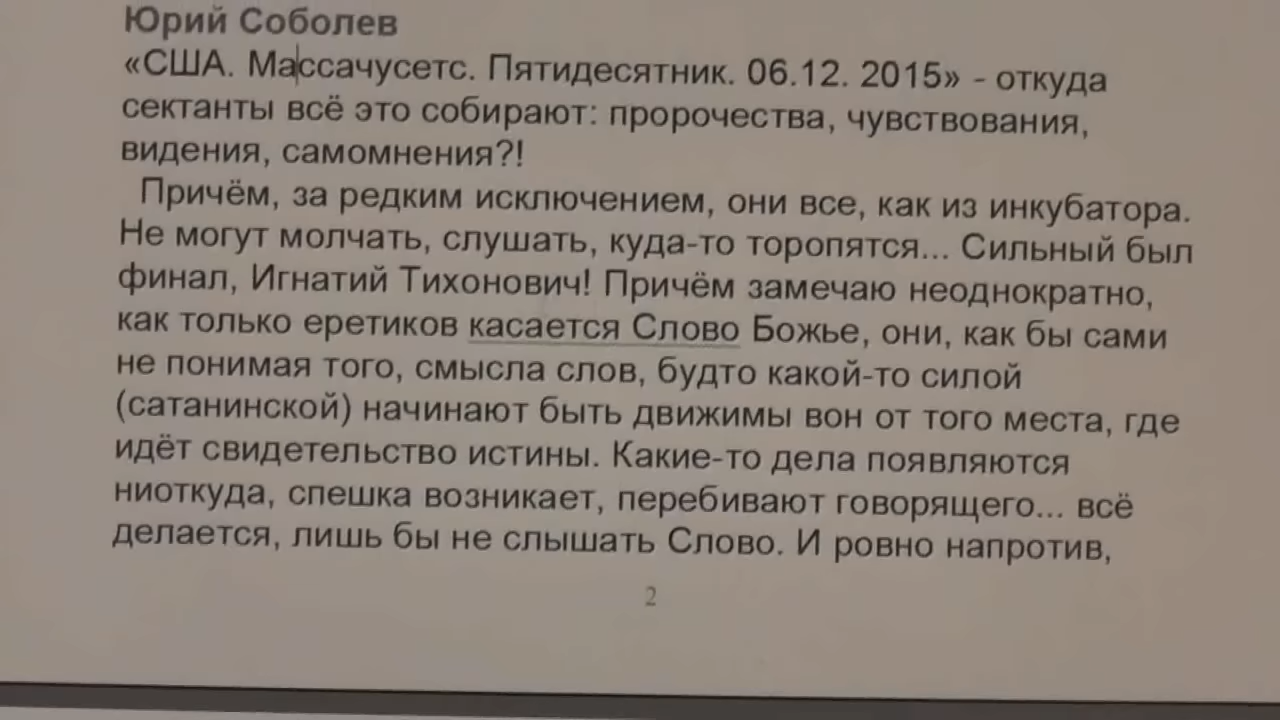 Юрий Соболев
«США. Массачусетс. Пятидесятник. 06.12. 2015» - откуда
сектанты всё это собирают: пророчества, чувствования,
видения, самомнения?!
Причём, за редким исключением, они все, как из инкубатора.
Не могут молчать, слушать, куда-то торопятся... Сильный был
финал, Игнатий Тихонович! Причём замечаю неоднократно,
как только еретиков касается Слово Божье, они, как бы сами
не понимая того, смысла слов, будто какой-то силой
(сатанинской) начинают быть движимы вон от того места, где
идёт свидетельство истины. Какие-то дела появляются
ниоткуда, спешка возникает, перебивают говорящего... всё
делается, лишь бы не слышать Слово. И ровно напротив,
2